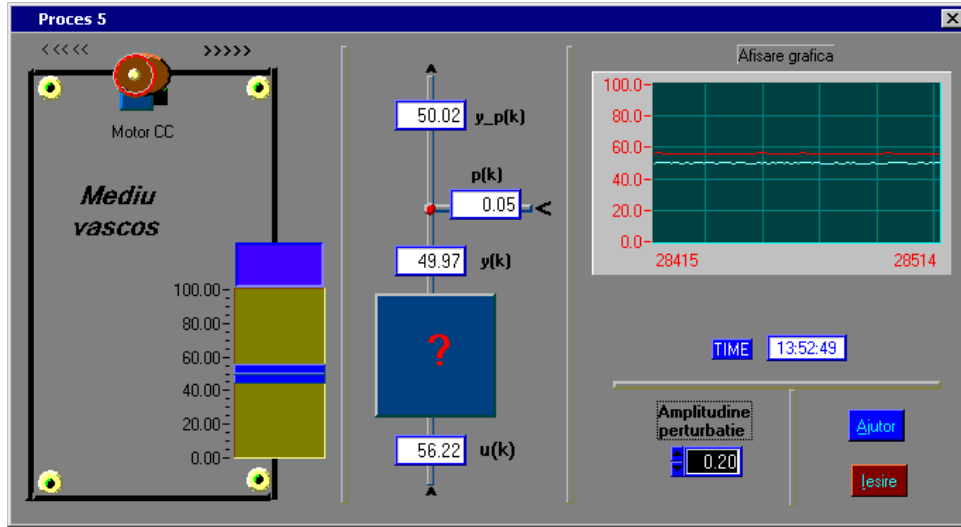 Proces 5
<<<<<
>>>>>
Motor CC
Mediu
vascos
100.00
80.00
60.00
40.00
20.00
0.00
50.02 y_p(k)
p(k)
0.05
<
49.97 y(k)
?
56.22 u(k)
Afisare grafica
100.0
80.0
60.0
40.0
20.0
0.0
28415 28514
TIME 13:52:49
Amplitudine
perturbatie
0.20
Ajutor
Iesire